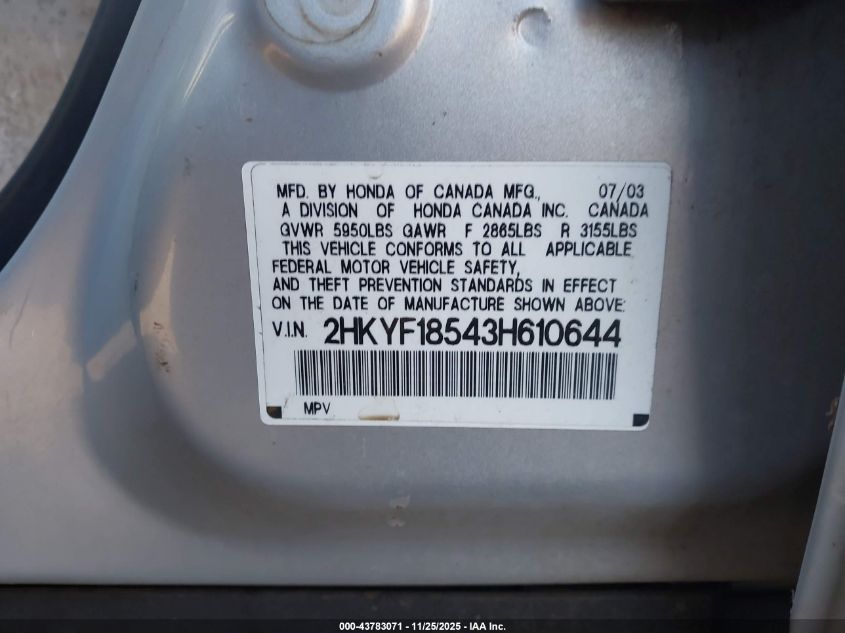 MFD. BY HONDA OF CANADA MFG., 07/03
A DIVISION OF HONDA CANADA INC. CANADA
GVWR 5950LBS GAWR F 2865LBS R 3155LBS
THIS VEHICLE CONFORMS TO ALL APPLICABLE
FEDERAL MOTOR VEHICLE SAFETY,
AND THEFT PREVENTION STANDARDS IN EFFECT
ON THE DATE OF MANUFACTURE SHOWN ABOVE:
V.I.N. 2HKYF18543H610644
MPV
000-43783071 - 11/25/2025 - IAA Inc.